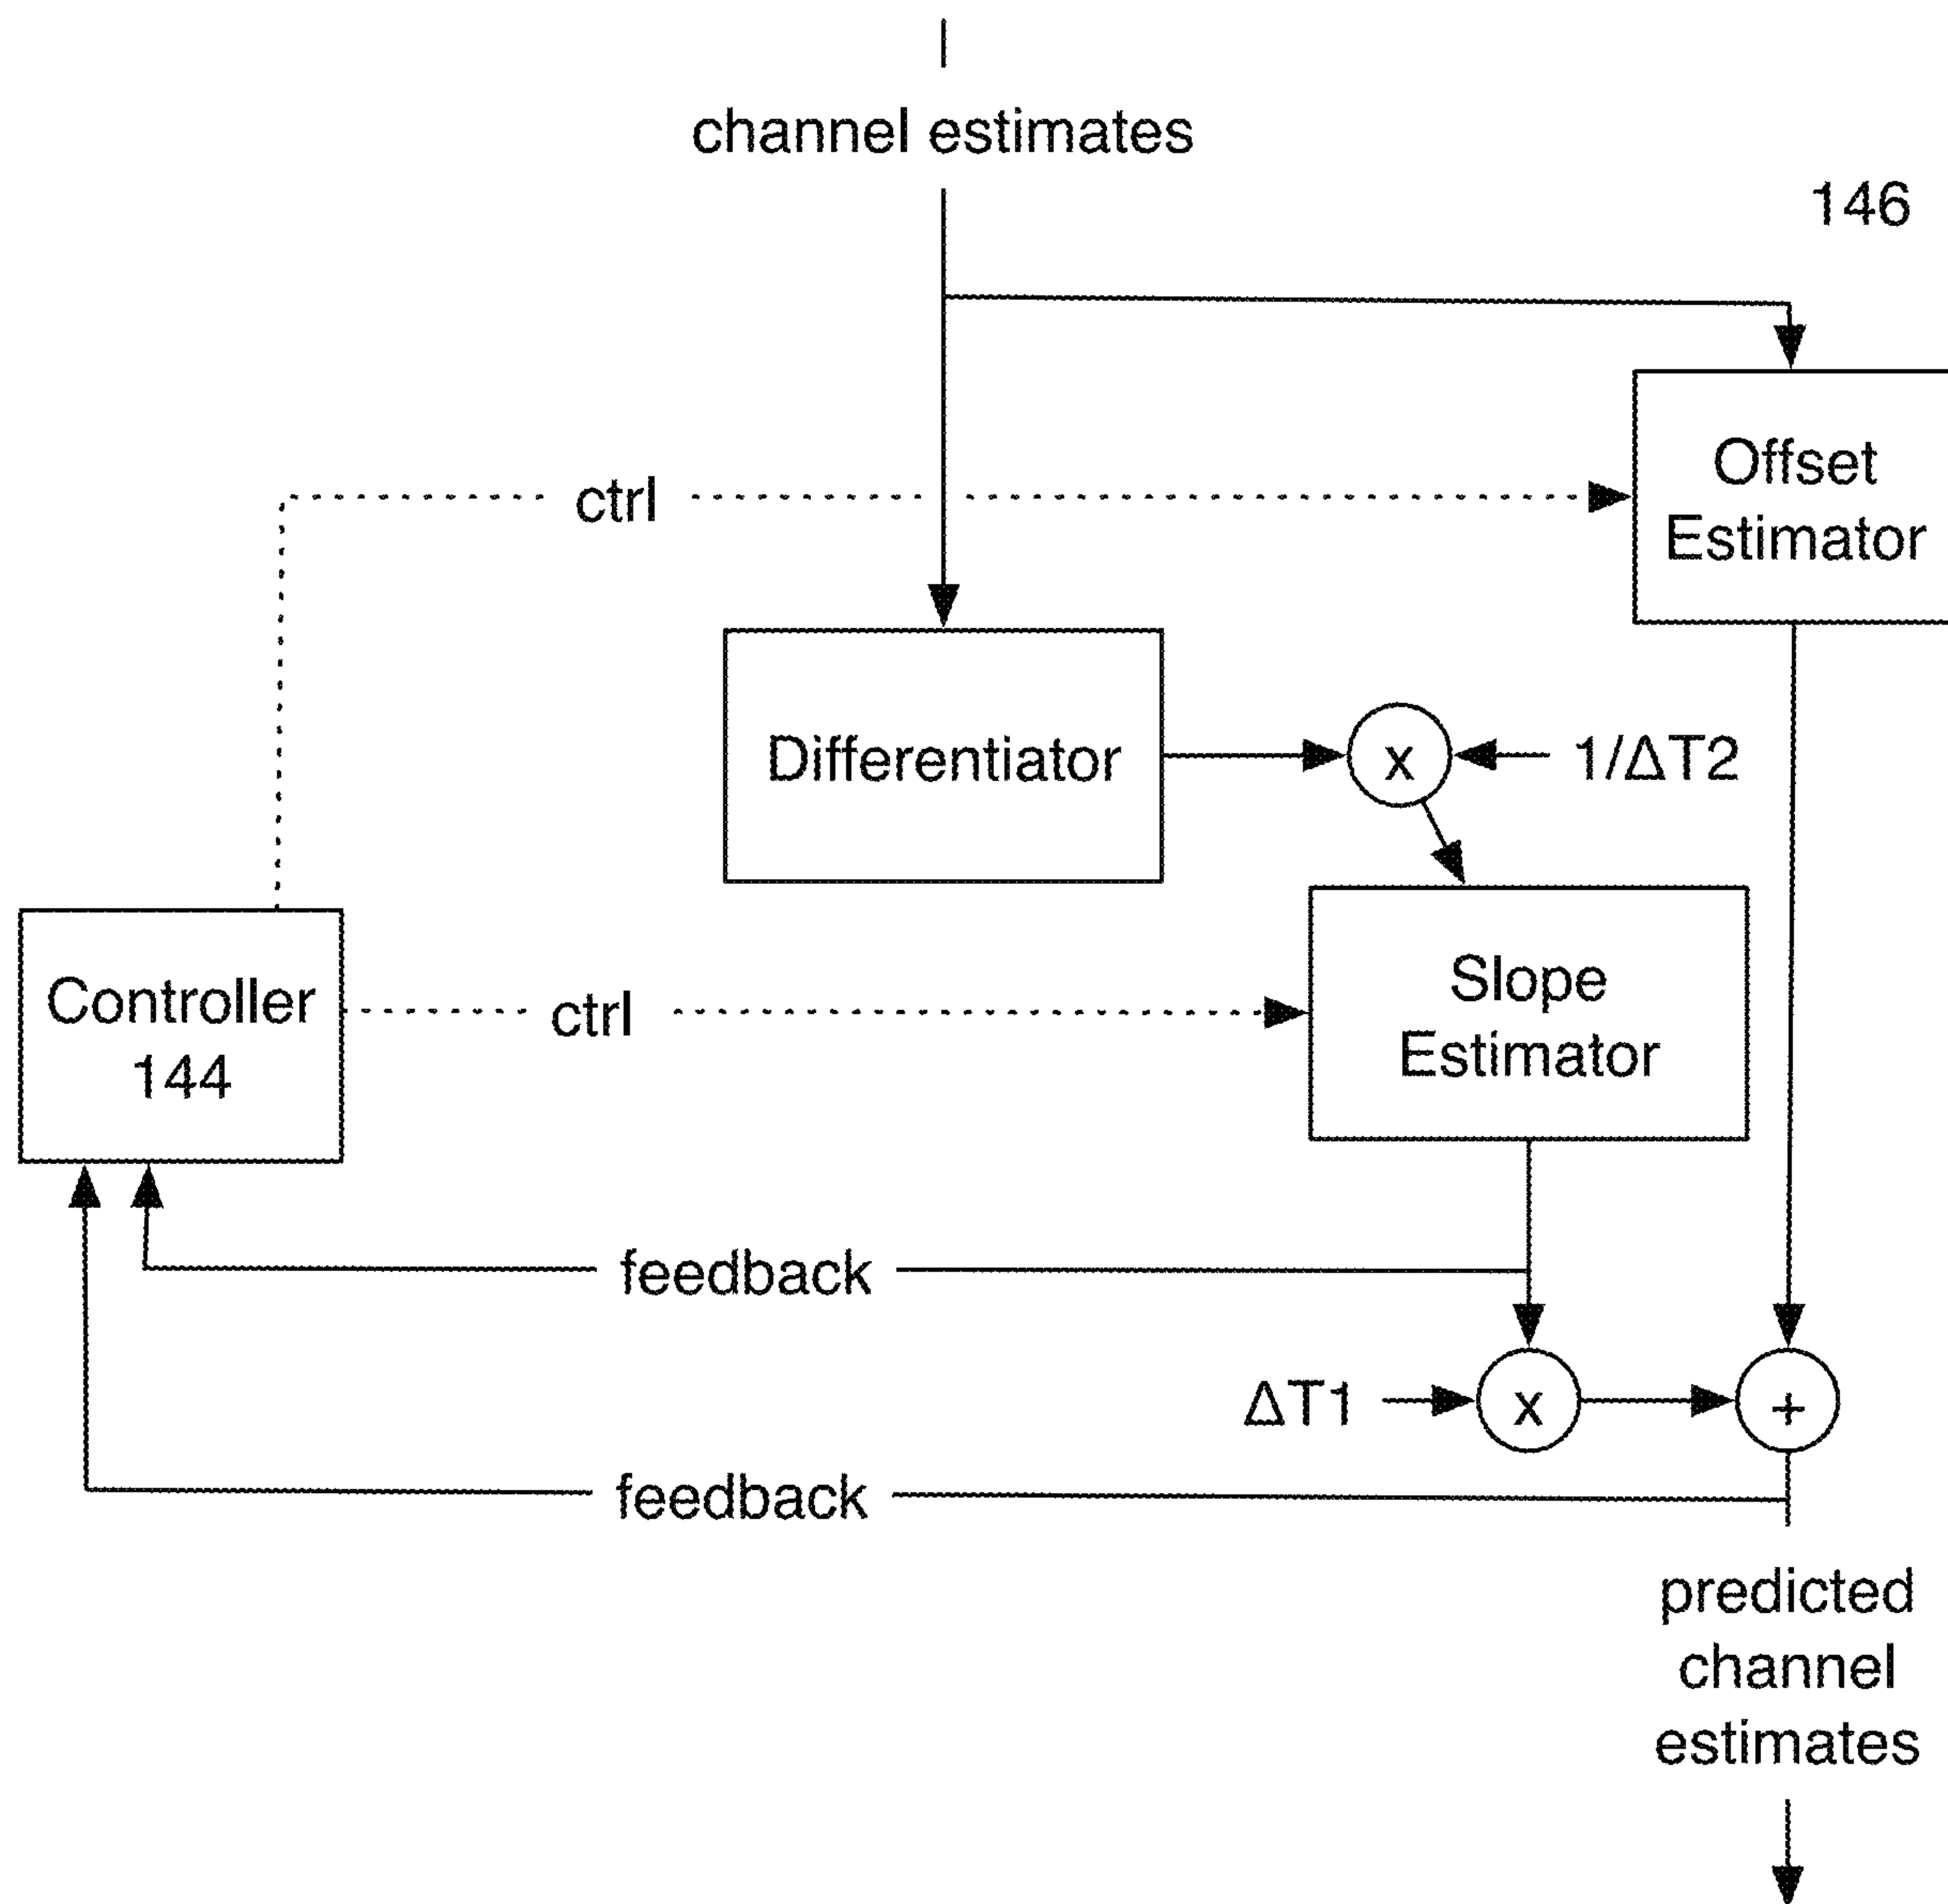 channel estimates
146
ctrl
Offset
Estimator
Differentiator
x
1/ΔT2
Controller
144
ctrl
Slope
Estimator
feedback
ΔT1
x
+
feedback
predicted
channel
estimates